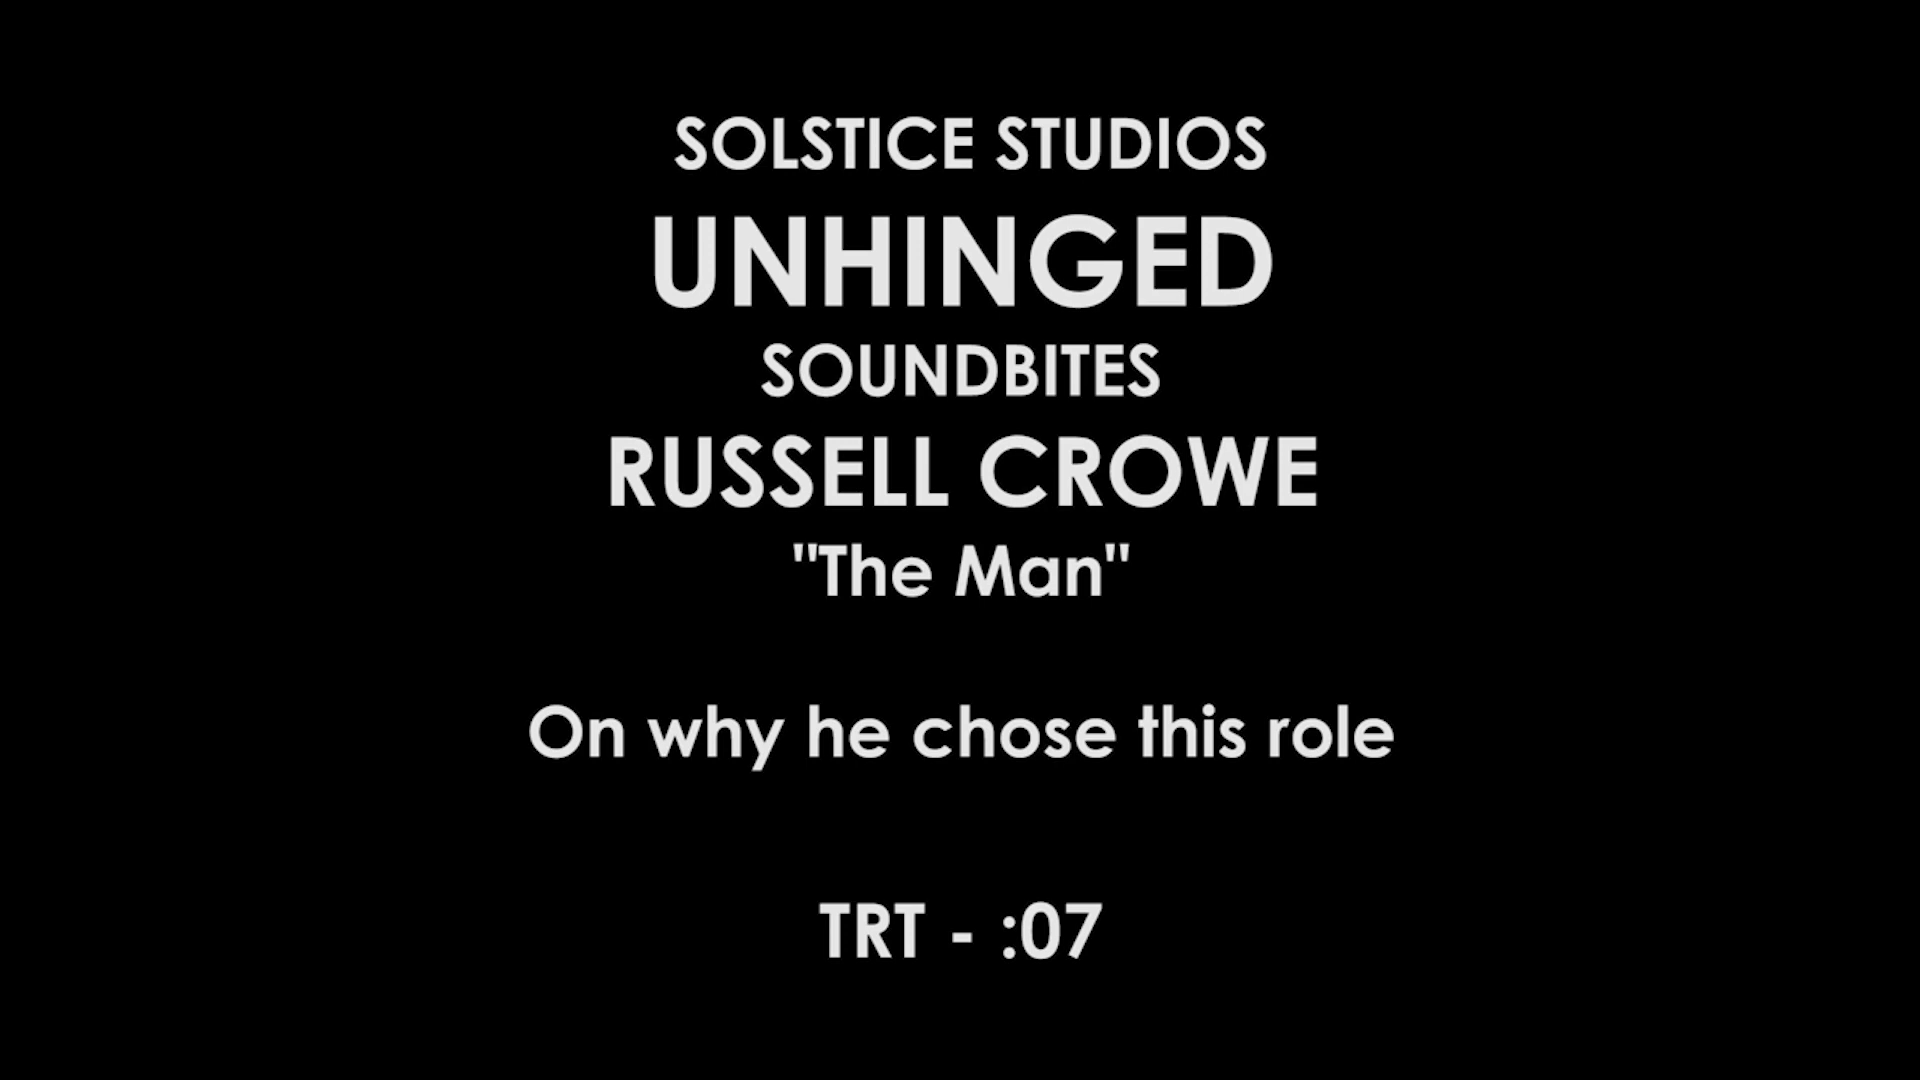 SOLSTICE STUDIOS
UNHINGED
SOUNDBITES
RUSSELL CROWE
"The Man"
On why he chose this role
TRT - :07